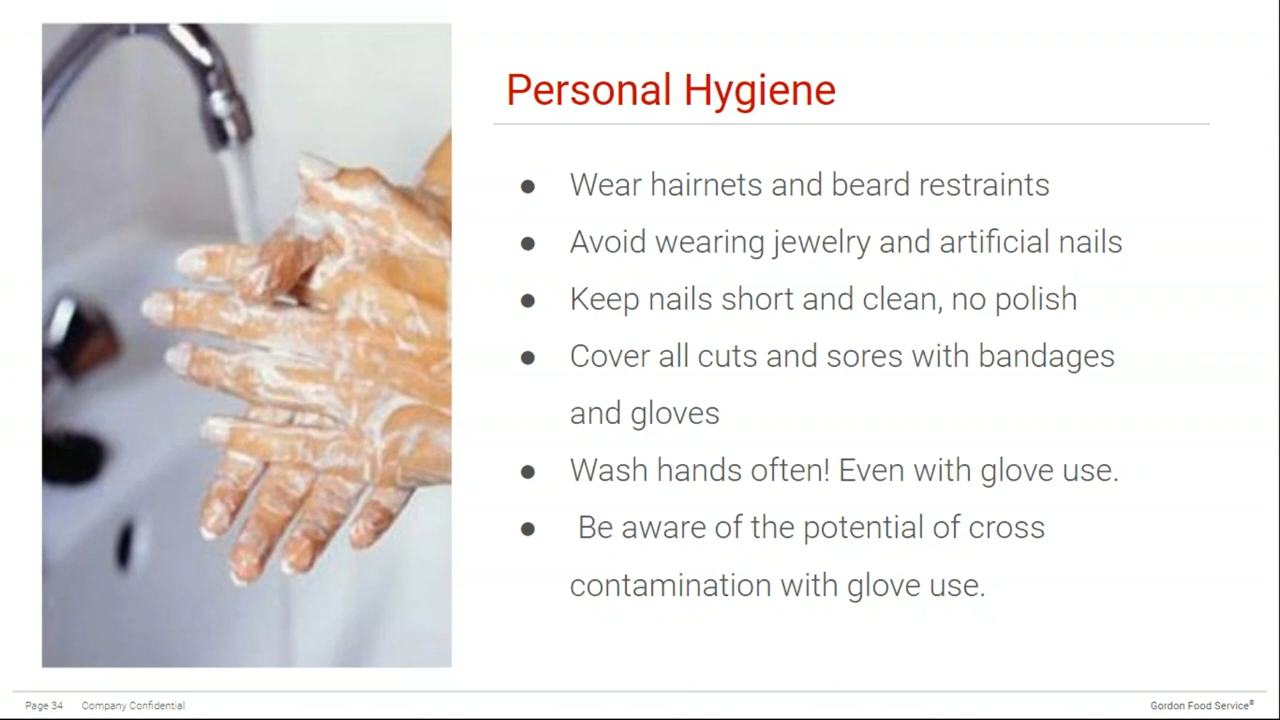 Personal Hygiene
● Wear hairnets and beard restraints
● Avoid wearing jewelry and artificial nails
● Keep nails short and clean, no polish
● Cover all cuts and sores with bandages
and gloves
● Wash hands often! Even with glove use.
● Be aware of the potential of cross
contamination with glove use.
Page 34 Company Confidential
Gordon Food Service®